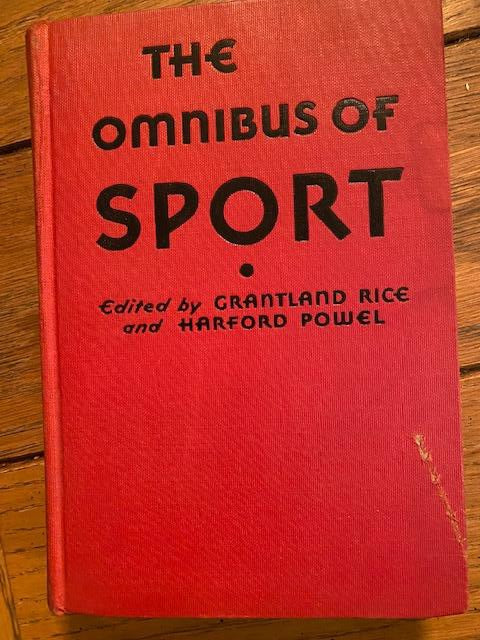 THE
OMNIBUS OF
SPORT
•
Edited by GRANTLAND RICE
and HARFORD POWEL